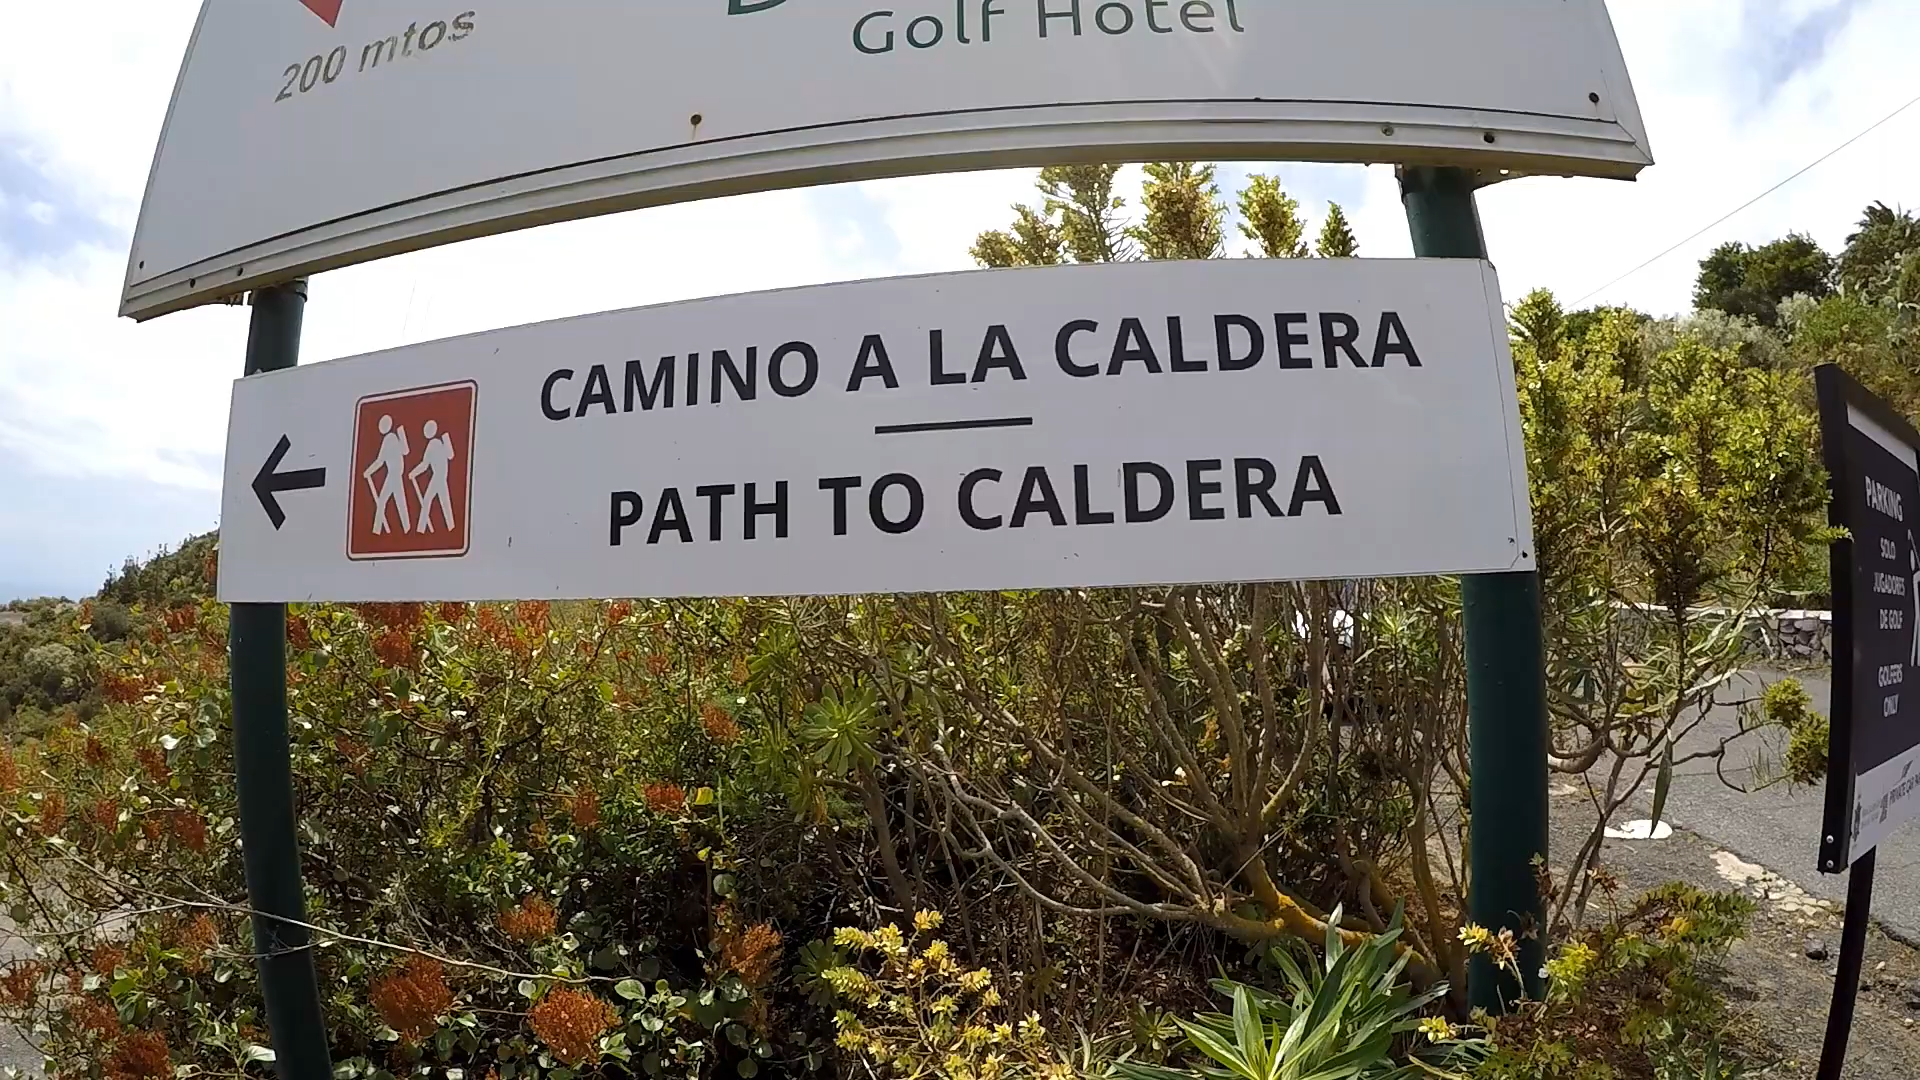 200 mtos
Golf Hotel
CAMINO A LA CALDERA
PATH TO CALDERA
PARKING
SOLO
JUGADORES
DE GOLF
GOLFERS
ONLY